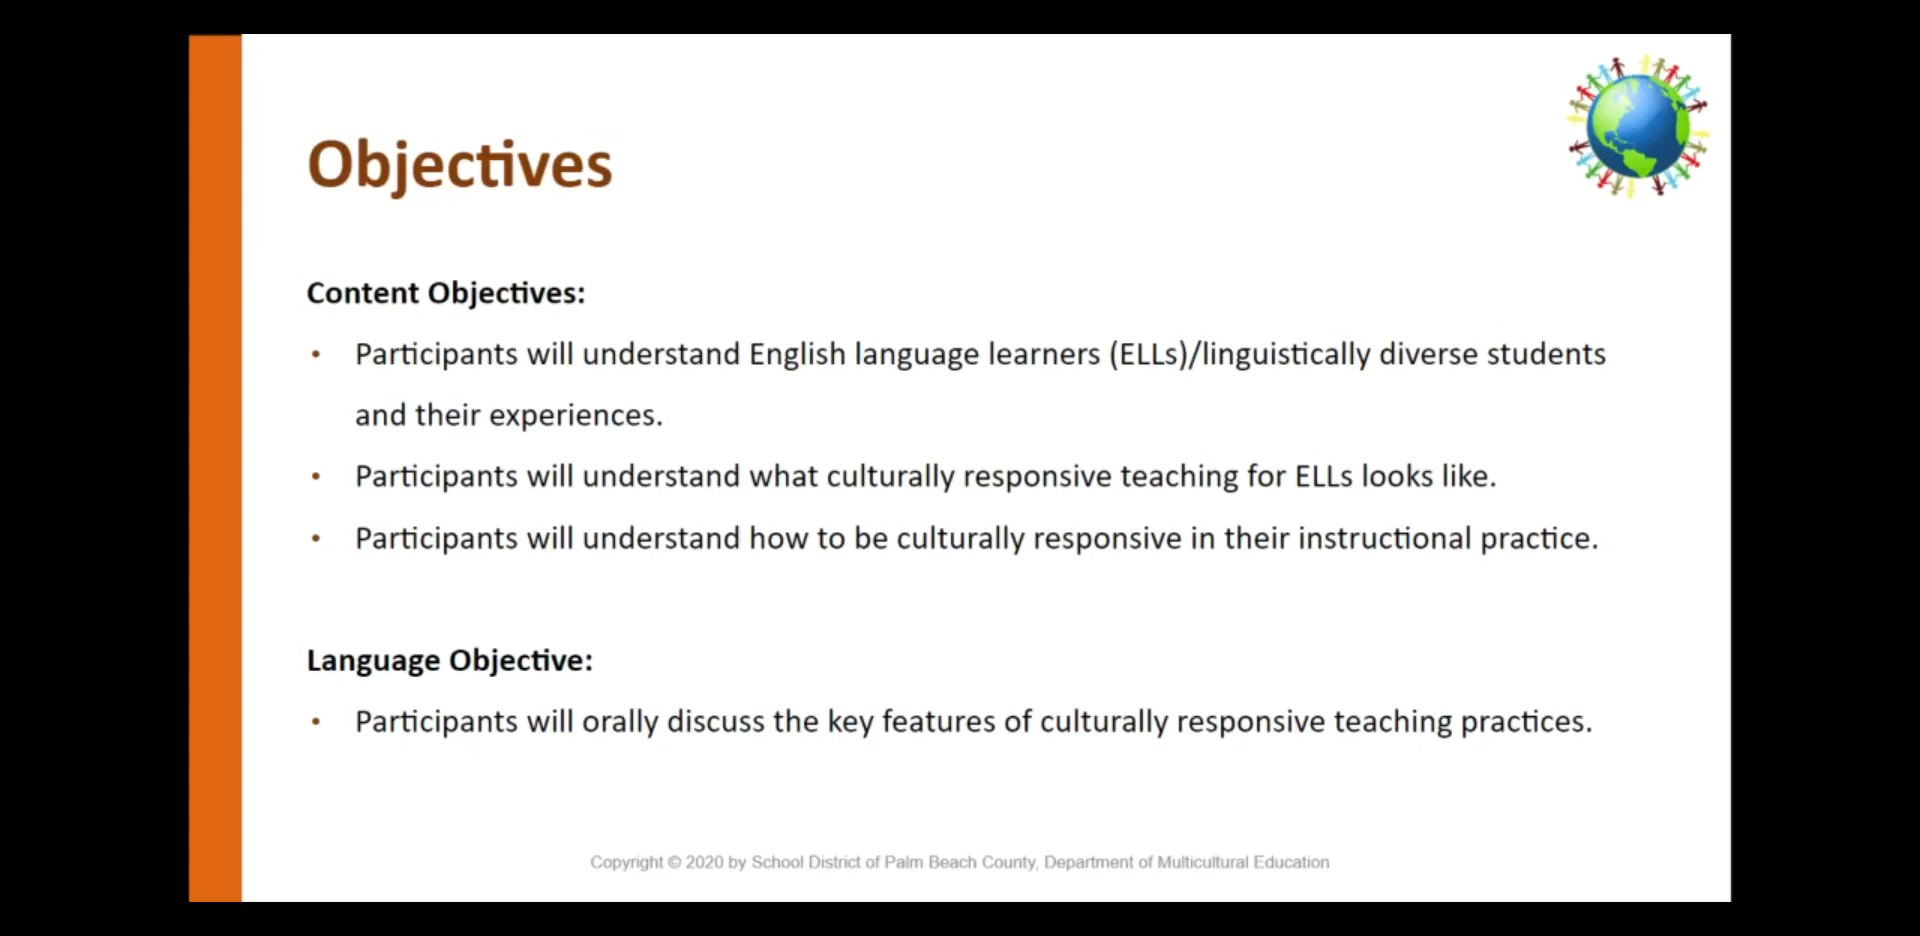 Objectives
Content Objectives:
• Participants will understand English language learners (ELLs)/linguistically diverse students
and their experiences.
• Participants will understand what culturally responsive teaching for ELLs looks like.
• Participants will understand how to be culturally responsive in their instructional practice.
Language Objective:
• Participants will orally discuss the key features of culturally responsive teaching practices.
Copyright © 2020 by School District of Palm Beach County, Department of Multicultural Education